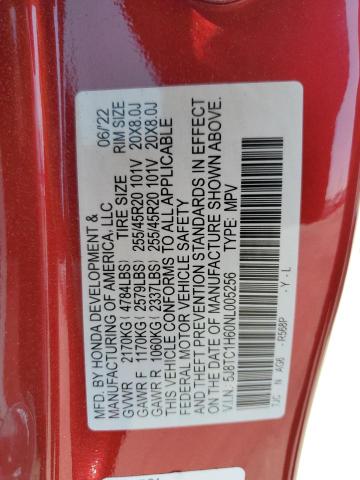 MFD. BY HONDA DEVELOPMENT &
MANUFACTURING OF AMERICA, LLC 06/'22
TIRE SIZE RIM SIZE
GVWR 2170KG ( 4784LBS)
GAWR F 1170KG ( 2579LBS) 255/45R20 101V 20X8.0J
GAWR R 1060KG ( 2337LBS) 255/45R20 101V 20X8.0J
THIS VEHICLE CONFORMS TO ALL APPLICABLE
FEDERAL MOTOR VEHICLE SAFETY
AND THEFT PREVENTION STANDARDS IN EFFECT
ON THE DATE OF MANUFACTURE SHOWN ABOVE.
V.I.N. 5J8TC1H60NL005256 TYPE: MPV
TJC N AG6 - R568P - Y - L